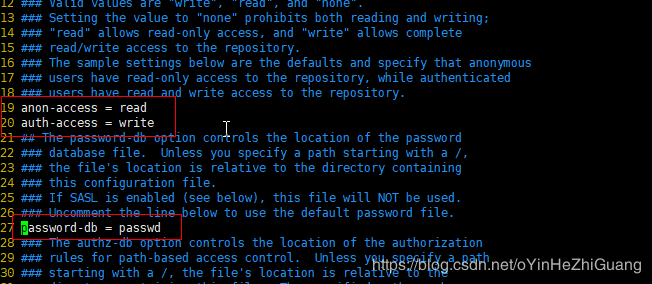 12 ### Valid values are "write", "read", and "none".
13 ### Setting the value to "none" prohibits both reading and writing;
14 ### "read" allows read-only access, and "write" allows complete
15 ### read/write access to the repository.
16 ### The sample settings below are the defaults and specify that anonymous
17 ### users have read-only access to the repository, while authenticated
18 ### users have read and write access to the repository.
19 anon-access = read
20 auth-access = write
21 ## The password-db option controls the location of the password
22 ### database file.  Unless you specify a path starting with a /,
23 ### the file's location is relative to the directory containing
24 ### this configuration file.
25 ### If SASL is enabled (see below), this file will NOT be used.
26 ### Uncomment the line below to use the default password file.
27 password-db = passwd
28 ### The authz-db option controls the location of the authorization
29 ### rules for path-based access control.  Unless you specify a path
30 ### starting with a /, the file's location is relative to the
https://blog.csdn.net/oYinHeZhiGuang